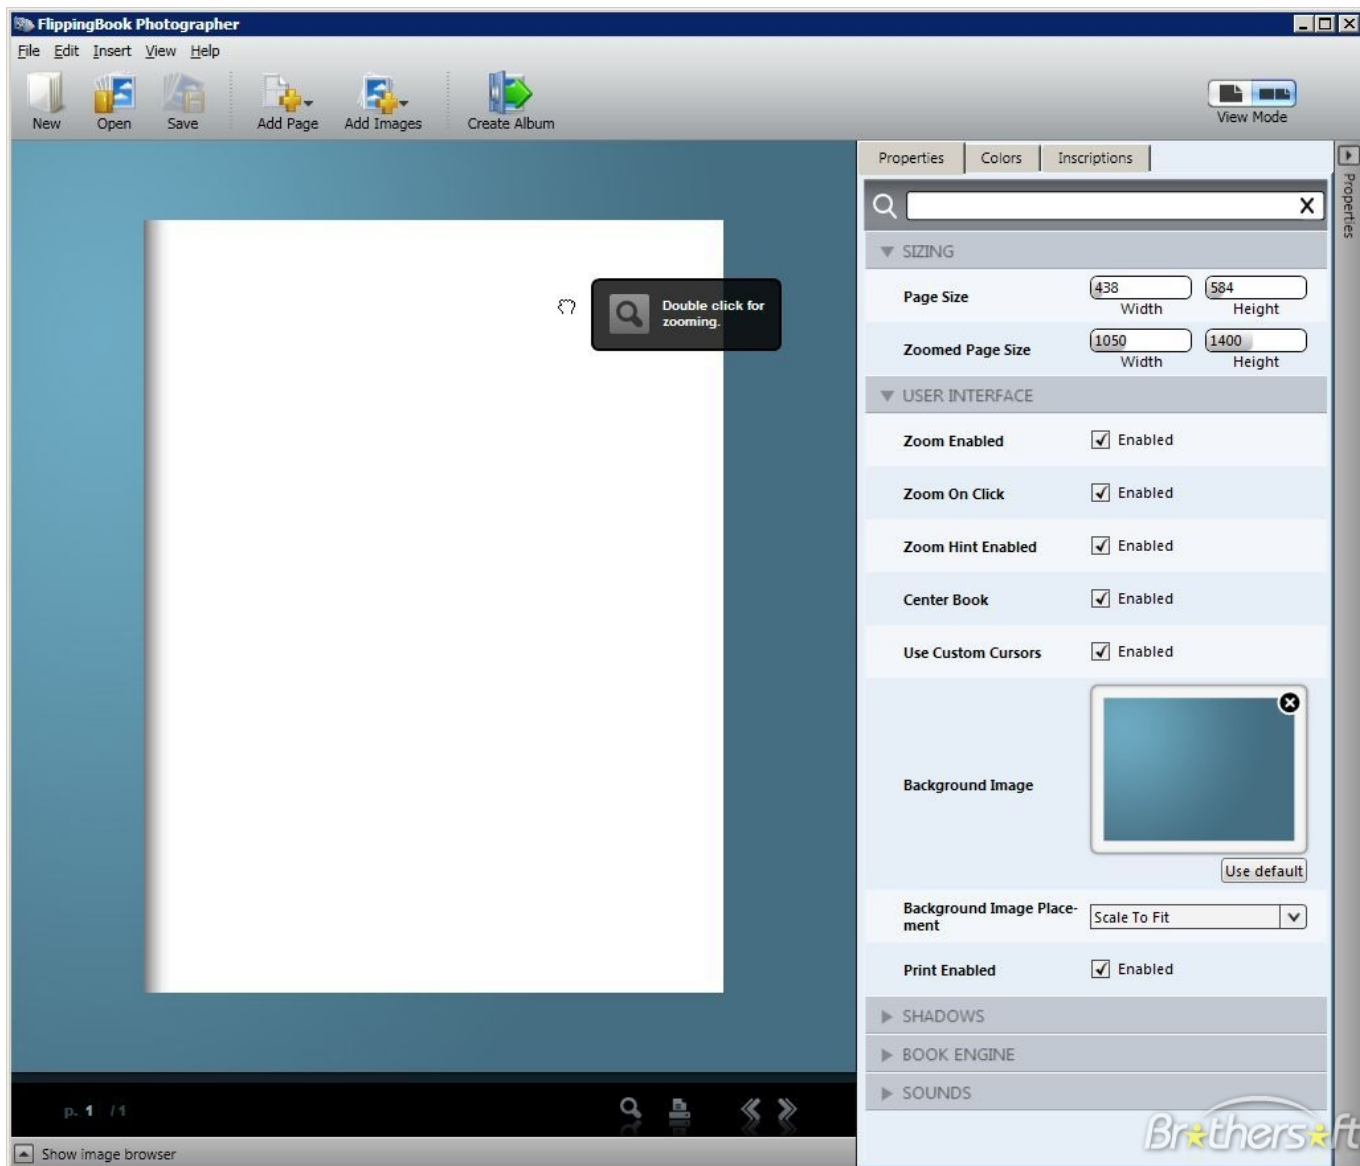 FlippingBook Photographer
File Edit Insert View Help
New Open Save Add Page Add Images Create Album View Mode
Properties Colors Inscriptions
Properties
SIZING
Page Size 438 584
Width Height
Zoomed Page Size 1050 1400
Width Height
USER INTERFACE
Zoom Enabled Enabled
Zoom On Click Enabled
Zoom Hint Enabled Enabled
Center Book Enabled
Use Custom Cursors Enabled
Background Image
Use default
Background Image Place-
ment
Scale To Fit
Print Enabled Enabled
SHADOWS
BOOK ENGINE
SOUNDS
Double click for
zooming.
p. 1 /1
Show image browser
Brothersoft